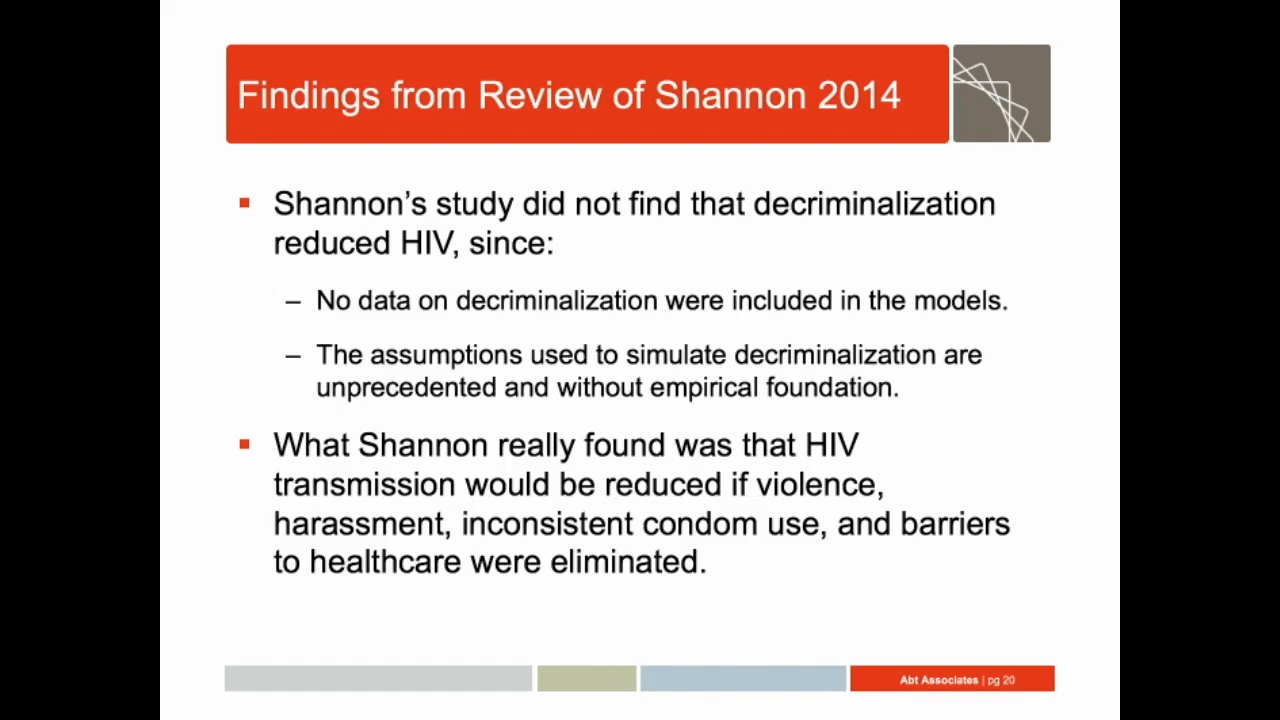 Findings from Review of Shannon 2014
▪ Shannon’s study did not find that decriminalization
reduced HIV, since:
– No data on decriminalization were included in the models.
– The assumptions used to simulate decriminalization are
unprecedented and without empirical foundation.
▪ What Shannon really found was that HIV
transmission would be reduced if violence,
harassment, inconsistent condom use, and barriers
to healthcare were eliminated.
Abt Associates | pg 20